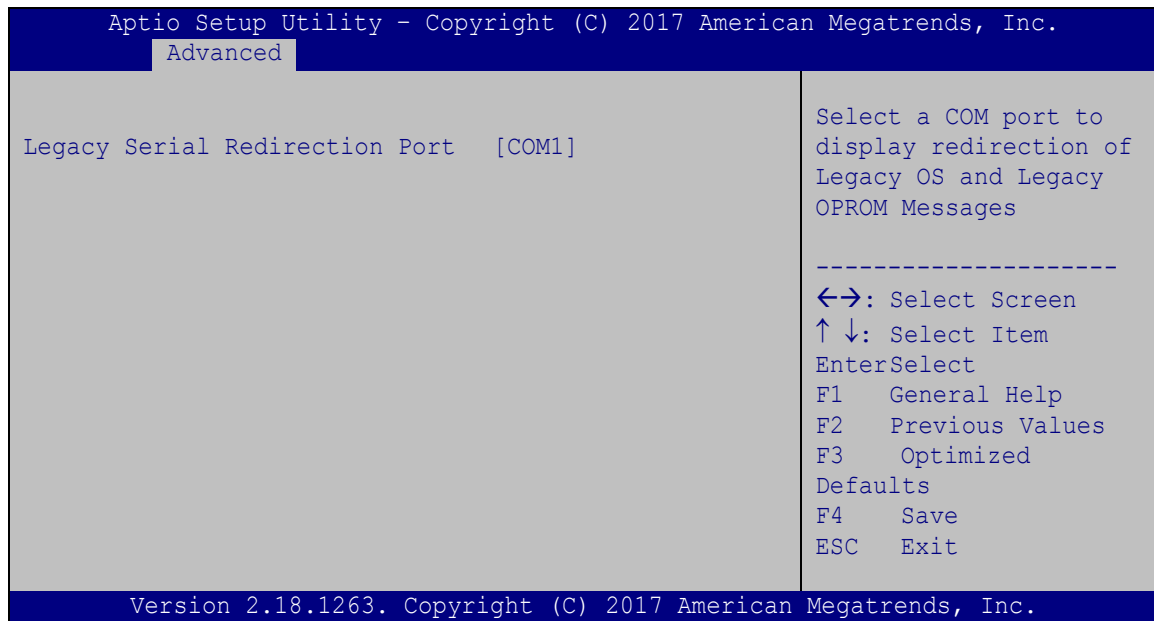 Aptio Setup Utility – Copyright (C) 2017 American Megatrends, Inc.
Advanced
Legacy Serial Redirection Port [COM1]
Select a COM port to
display redirection of
Legacy OS and Legacy
OPROM Messages
---------------------
←→: Select Screen
↑ ↓: Select Item
EnterSelect
F1 General Help
F2 Previous Values
F3 Optimized
Defaults
F4 Save
ESC Exit
Version 2.18.1263. Copyright (C) 2017 American Megatrends, Inc.